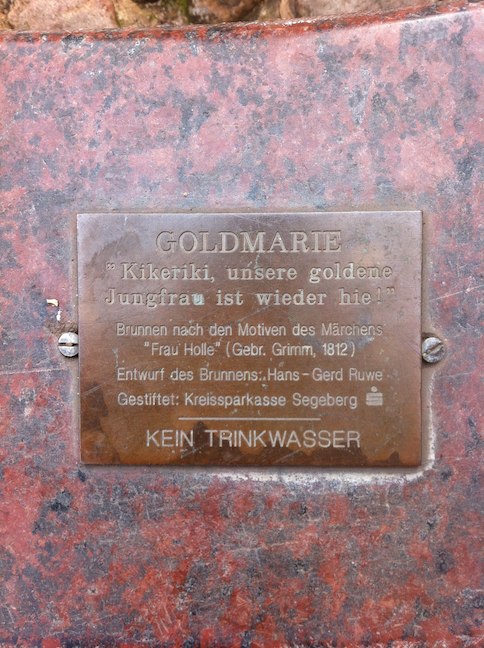 GOLDMARIE
"Kikeriki, unsere goldene
Jungfrau ist wieder hie!"
Brunnen nach den Motiven des Märchens
"Frau Holle" (Gebr. Grimm, 1812)
Entwurf des Brunnens: Hans-Gerd Ruwe
Gestiftet: Kreissparkasse Segeberg
KEIN TRINKWASSER